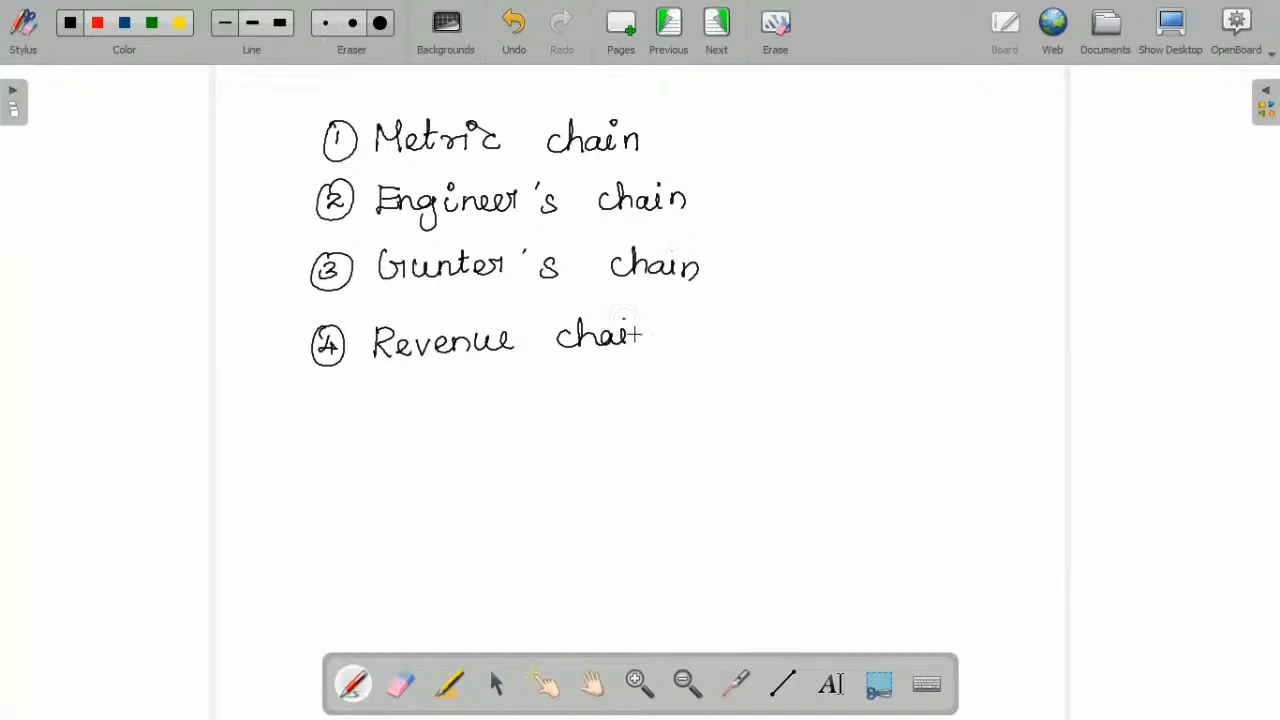 Stylus Color Line Eraser Backgrounds Undo Redo Pages Previous Next Erase Board Web Documents Show Desktop OpenBoard
① Metric chain
② Engineer's chain
③ Gunter's chain
④ Revenue chai